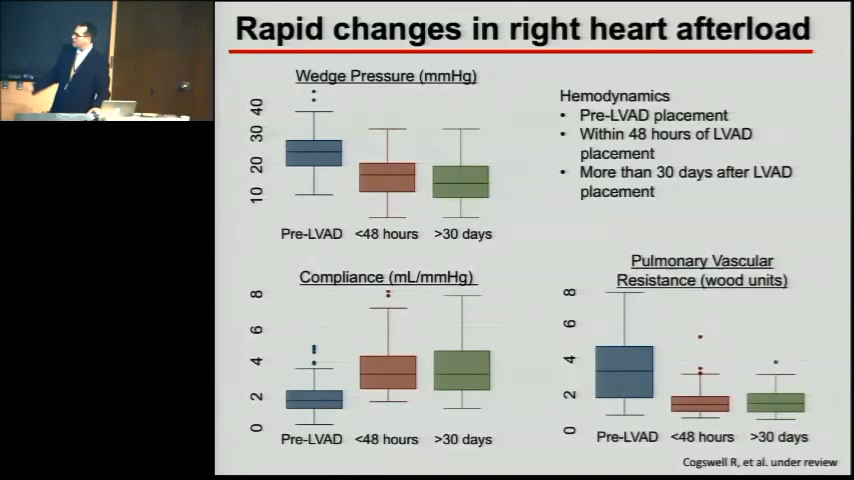 Rapid changes in right heart afterload
Wedge Pressure (mmHg)
40
30
20
10
Pre-LVAD <48 hours >30 days
Hemodynamics
• Pre-LVAD placement
• Within 48 hours of LVAD
placement
• More than 30 days after LVAD
placement
Compliance (mL/mmHg)
8
6
4
2
0
Pre-LVAD <48 hours >30 days
Pulmonary Vascular
Resistance (wood units)
8
6
4
2
0
Pre-LVAD <48 hours >30 days
Cogswell R, et al. under review